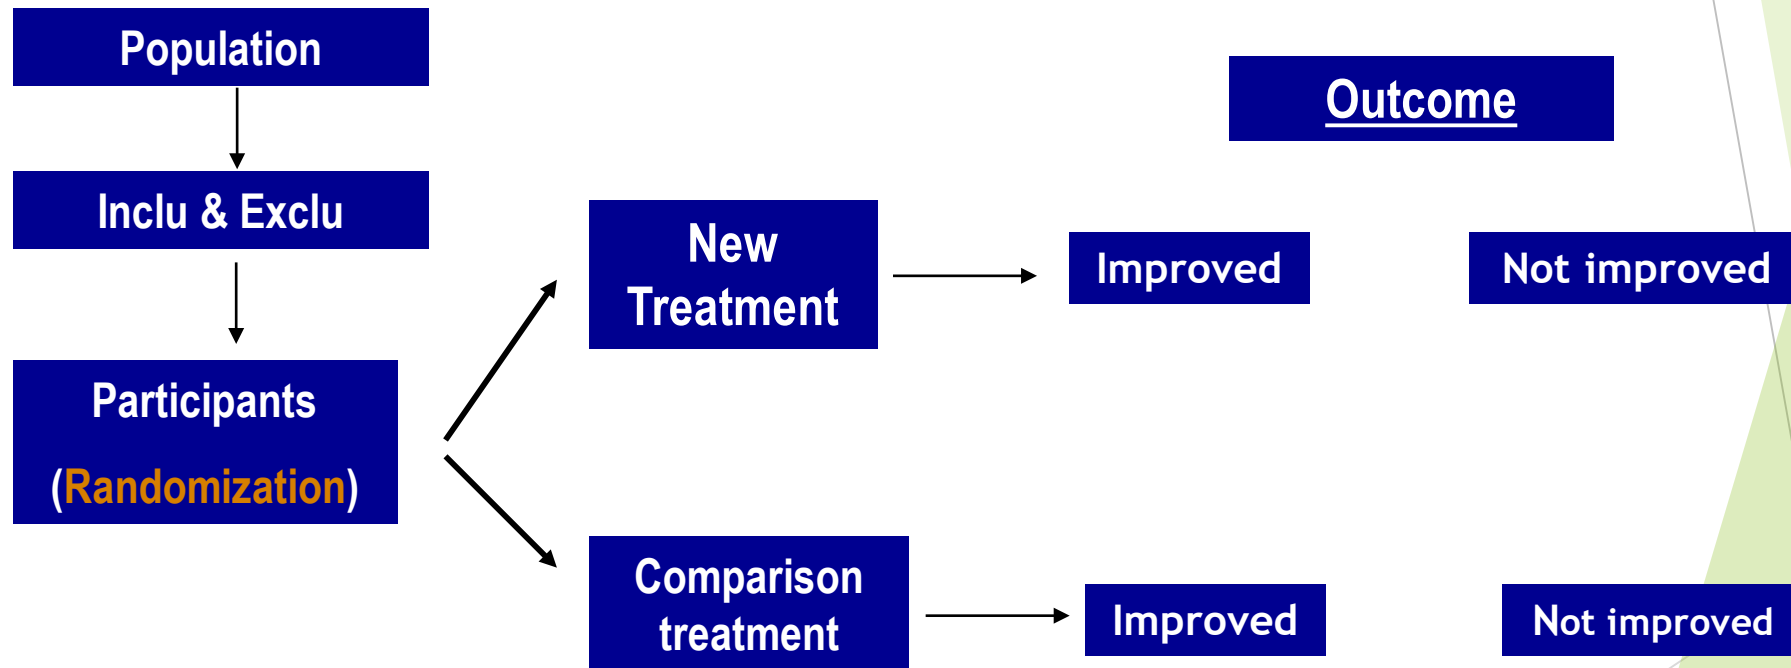 Population
Outcome
Inclu & Exclu
New
Treatment
Improved
Not improved
Participants
(Randomization)
Comparison
treatment
Improved
Not improved